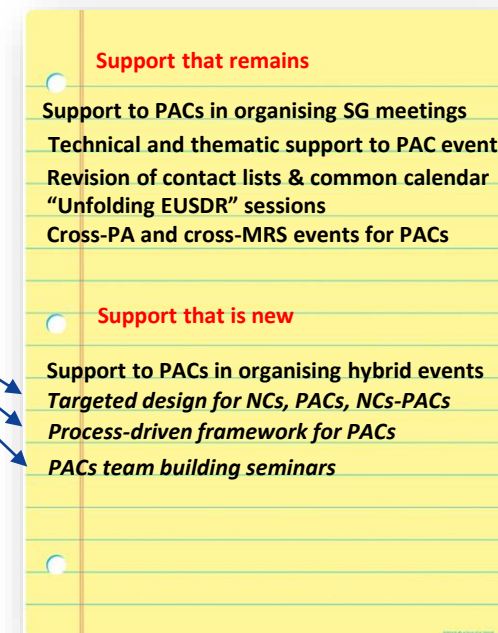 Support that remains
Support to PACs in organising SG meetings
Technical and thematic support to PAC event
Revision of contact lists & common calendar
“Unfolding EUSDR” sessions
Cross-PA and cross-MRS events for PACs
Support that is new
Support to PACs in organising hybrid events
Targeted design for NCs, PACs, NCs-PACs
Process-driven framework for PACs
PACs team building seminars